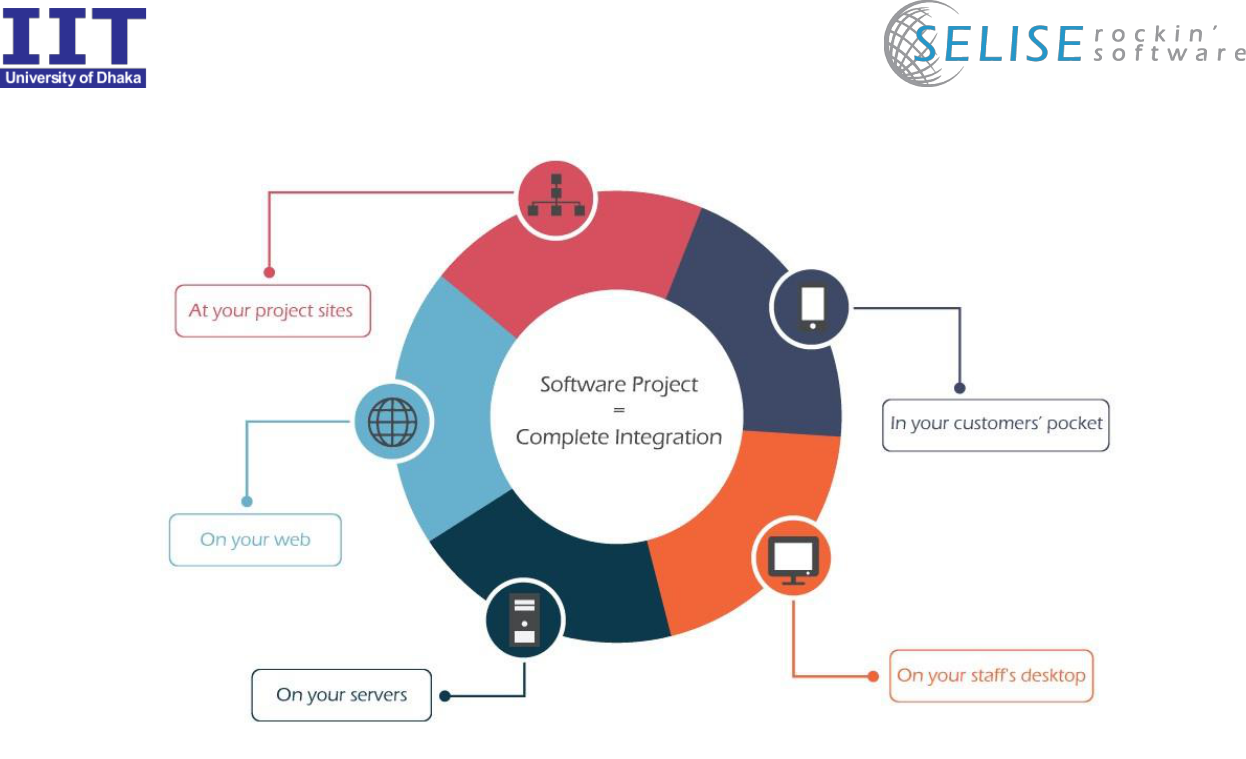 IIT
University of Dhaka
SELISE rockin'
software
At your project sites
Software Project
=
Complete Integration
In your customers' pocket
On your web
On your staff's desktop
On your servers